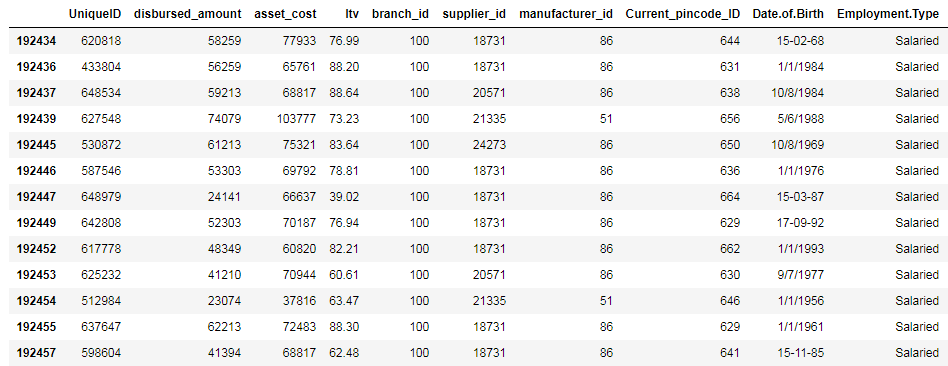 UniqueID disbursed_amount asset_cost ltv branch_id supplier_id manufacturer_id Current_pincode_ID Date.of.Birth Employment.Type
192434 620818 58259 77933 76.99 100 18731 86 644 15-02-68 Salaried
192436 433804 56259 65761 88.20 100 18731 86 631 1/1/1984 Salaried
192437 648534 59213 68817 88.64 100 20571 86 638 10/8/1984 Salaried
192439 627548 74079 103777 73.23 100 21335 51 656 5/6/1988 Salaried
192445 530872 61213 75321 83.64 100 24273 86 650 10/8/1969 Salaried
192446 587546 53303 69792 78.81 100 18731 86 636 1/1/1976 Salaried
192447 648979 24141 66637 39.02 100 18731 86 664 15-03-87 Salaried
192449 642808 52303 70187 76.94 100 18731 86 629 17-09-92 Salaried
192452 617778 48349 60820 82.21 100 18731 86 662 1/1/1993 Salaried
192453 625232 41210 70944 60.61 100 20571 86 630 9/7/1977 Salaried
192454 512984 23074 37816 63.47 100 21335 51 646 1/1/1956 Salaried
192455 637647 62213 72483 88.30 100 18731 86 629 1/1/1961 Salaried
192457 598604 41394 68817 62.48 100 18731 86 641 15-11-85 Salaried